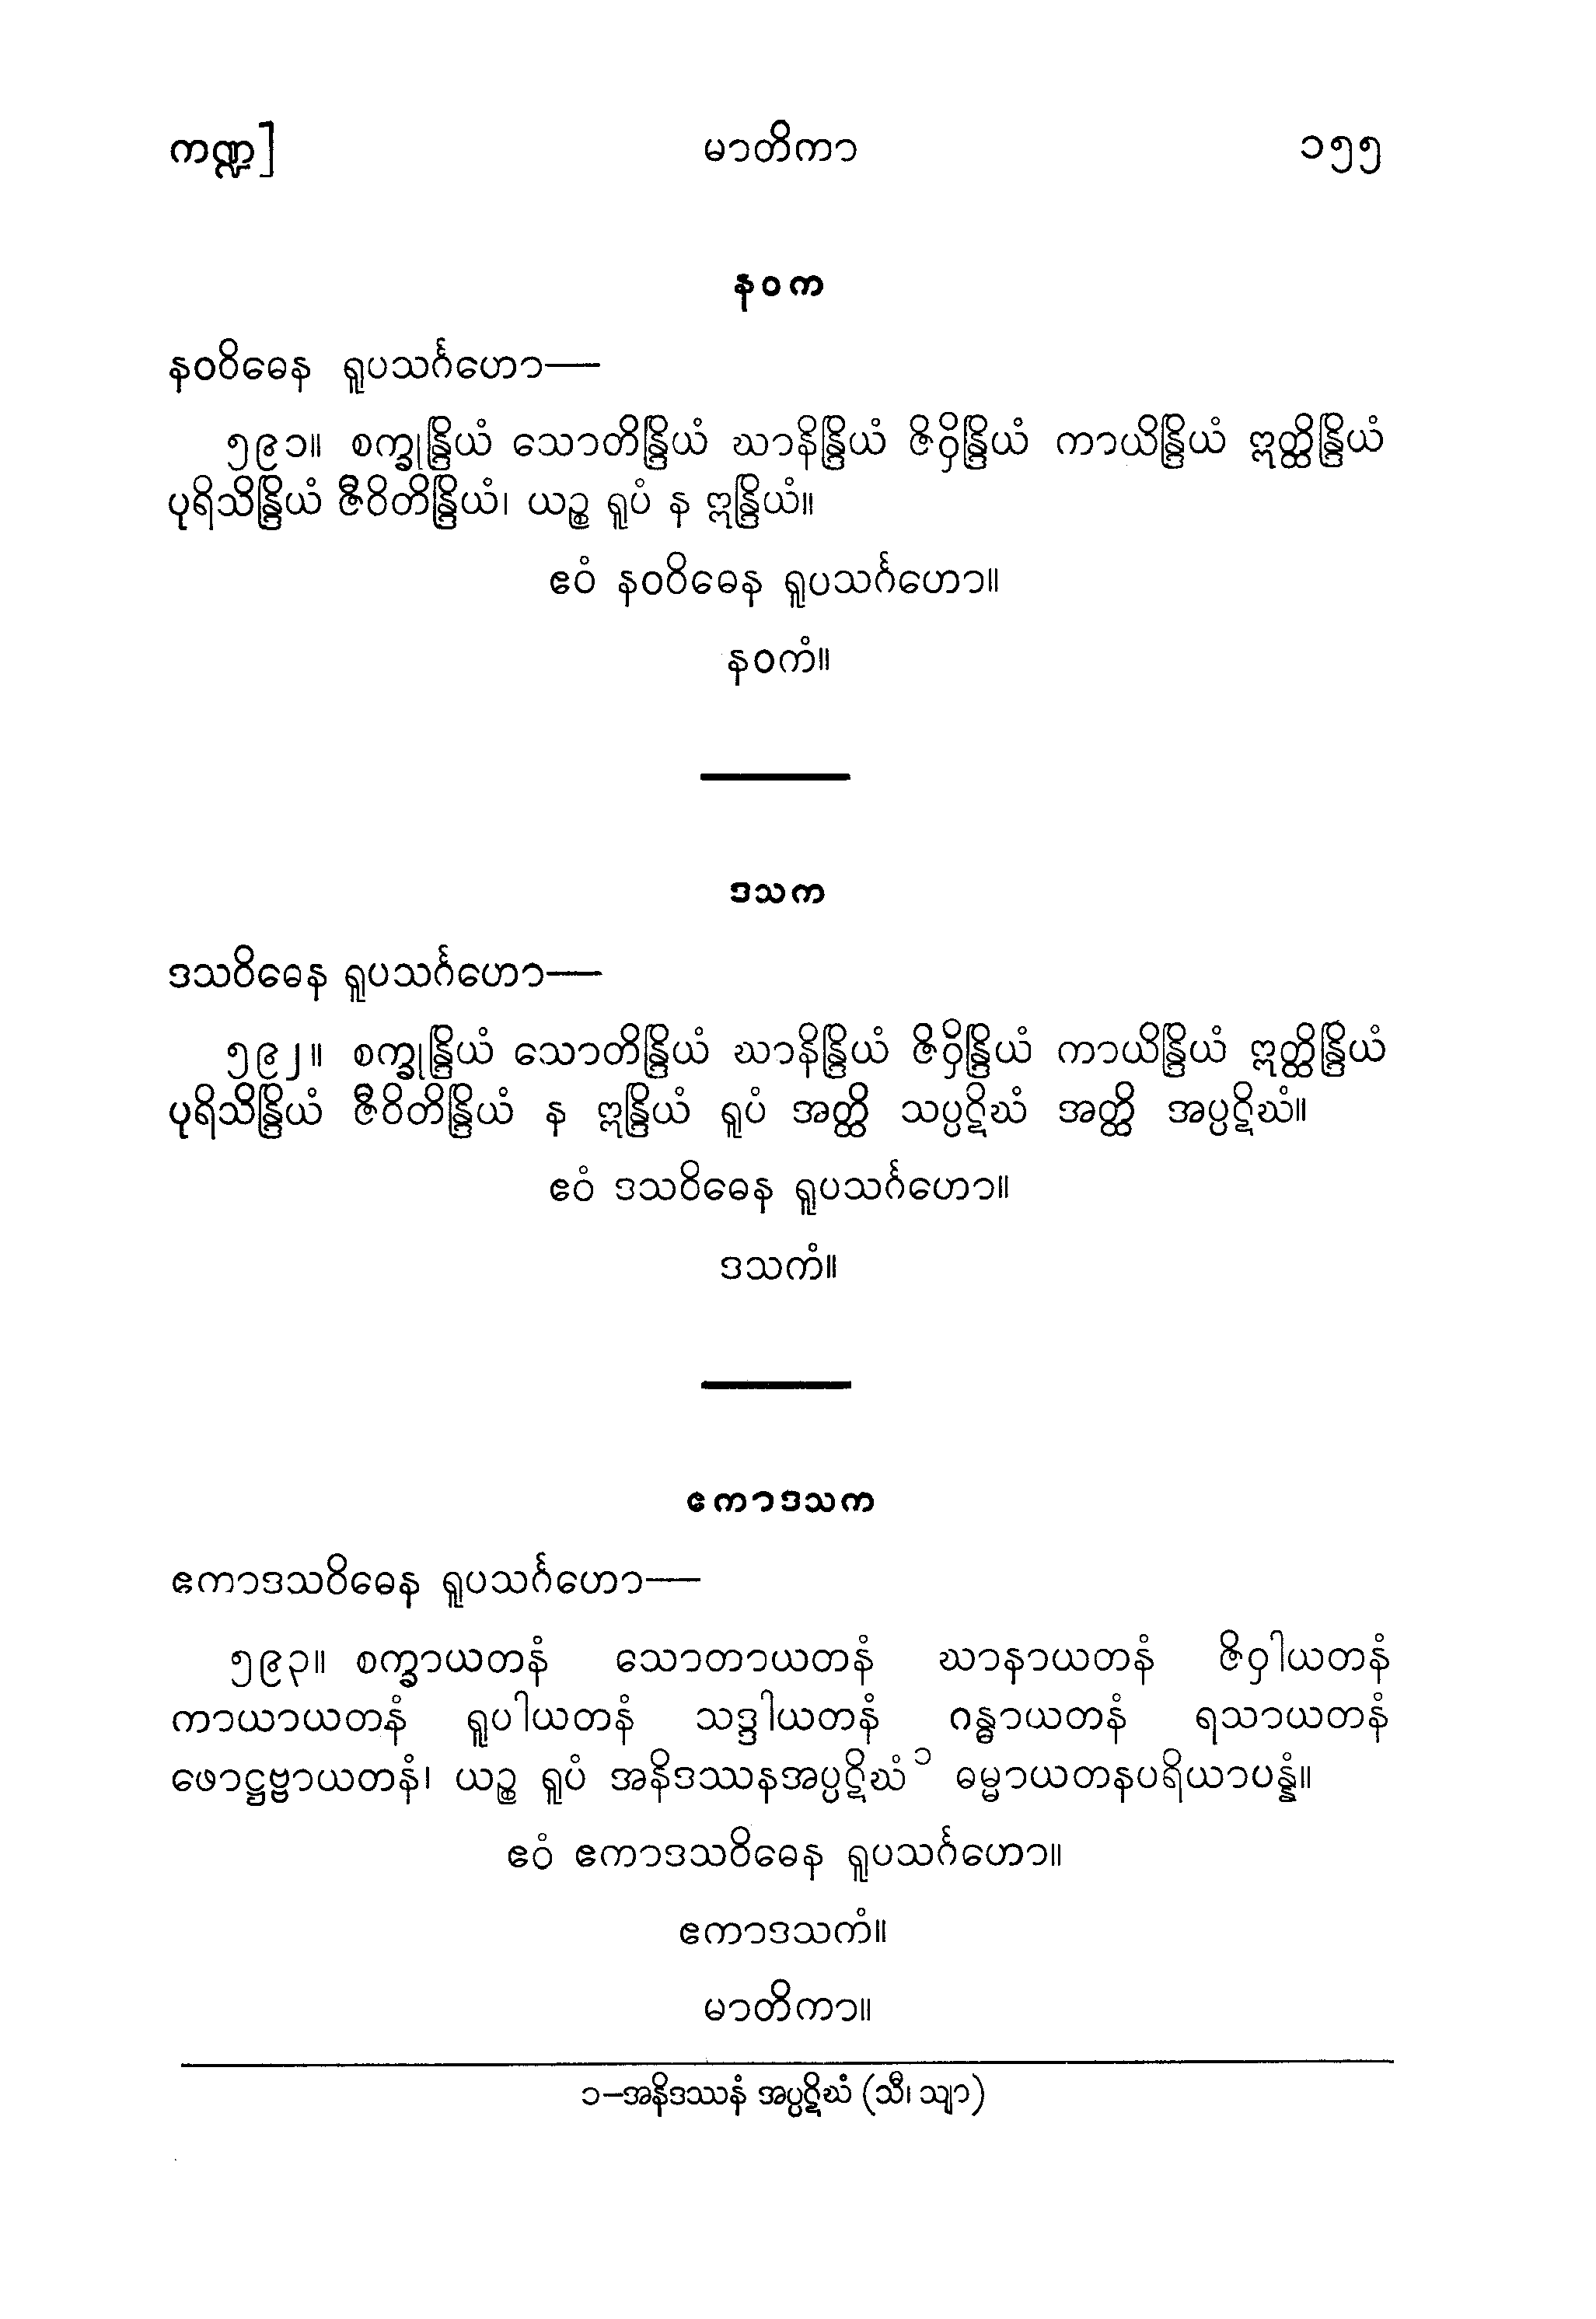 ကဏ္ဍ]
မာတိကာ
၁၅၅
နဝက
နဝဝိဓေန ရူပသင်္ဂဟော—
၅၉၁။ စက္ခုန္ဒြိယံ သောတိန္ဒြိယံ ဃာနိန္ဒြိယံ ဇိဝှိန္ဒြိယံ ကာယိန္ဒြိယံ ဣတ္ထိန္ဒြိယံ
ပုရိသိန္ဒြိယံ ဇီဝိတိန္ဒြိယံ၊ ယဉ္စ ရူပံ န ဣန္ဒြိယံ။
ဧဝံ နဝဝိဓေန ရူပသင်္ဂဟော။
နဝကံ။
ဒသက
ဒသဝိဓေန ရူပသင်္ဂဟော—
၅၉၂။ စက္ခုန္ဒြိယံ သောတိန္ဒြိယံ ဃာနိန္ဒြိယံ ဇိဝှိန္ဒြိယံ ကာယိန္ဒြိယံ ဣတ္ထိန္ဒြိယံ
ပုရိသိန္ဒြိယံ ဇီဝိတိန္ဒြိယံ န ဣန္ဒြိယံ ရူပံ အတ္ထိ သပ္ပဋိဃံ အတ္ထိ အပ္ပဋိဃံ။
ဧဝံ ဒသဝိဓေန ရူပသင်္ဂဟော။
ဒသကံ။
ဧကာဒသက
ဧကာဒသဝိဓေန ရူပသင်္ဂဟော—
၅၉၃။ စက္ခာယတနံ သောတာယတနံ ဃာနာယတနံ ဇိဝှါယတနံ
ကာယာယတနံ ရူပါယတနံ သဒ္ဒါယတနံ ဂန္ဓာယတနံ ရသာယတနံ
ဖောဋ္ဌဗ္ဗာယတနံ၊ ယဉ္စ ရူပံ အနိဒဿနအပ္ပဋိဃံ ၁ ဓမ္မာယတနပရိယာပန္နံ။
ဧဝံ ဧကာဒသဝိဓေန ရူပသင်္ဂဟော။
ဧကာဒသကံ။
မာတိကာ။
၁–အနိဒဿနံ အပ္ပဋိဃံ (သီ၊ သျာ)